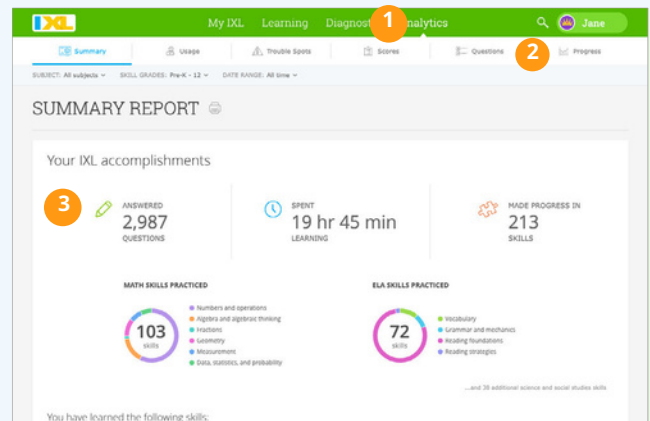 IXL My IXL Learning Diagnost 1 nalytics Jane
Summary Usage Trouble Spots Scores Questions 2 Progress
SUBJECT: All subjects SKILL GRADES: Pre-K - 12 DATE RANGE: All time
SUMMARY REPORT
Your IXL accomplishments
3
ANSWERED
2,987
QUESTIONS
SPENT
19 hr 45 min
LEARNING
MADE PROGRESS IN
213
SKILLS
MATH SKILLS PRACTICED
103
skills
Numbers and operations
Algebra and algebraic thinking
Fractions
Geometry
Measurement
Data, statistics, and probability
ELA SKILLS PRACTICED
72
skills
Vocabulary
Grammar and mechanics
Reading foundations
Reading strategies
...and 38 additional science and social studies skills
You have learned the following skills: